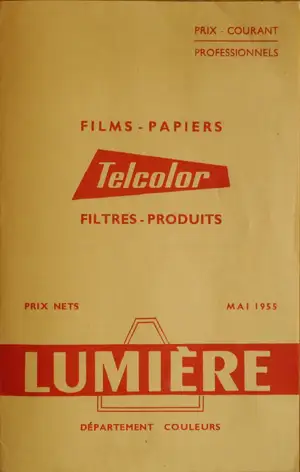 PRIX - COURANT
PROFESSIONNELS
FILMS - PAPIERS
Telcolor
FILTRES - PRODUITS
PRIX NETS
MAI 1955
LUMIÈRE
DÉPARTEMENT COULEURS